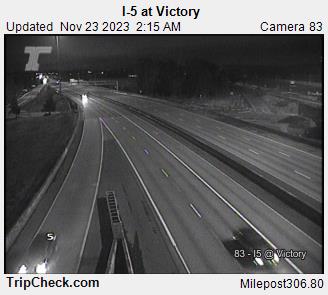 I-5 at Victory
Updated Nov 23 2023 2:15 AM Camera 83
83 - I5 @ Victory
TripCheck.com Milepost306.80